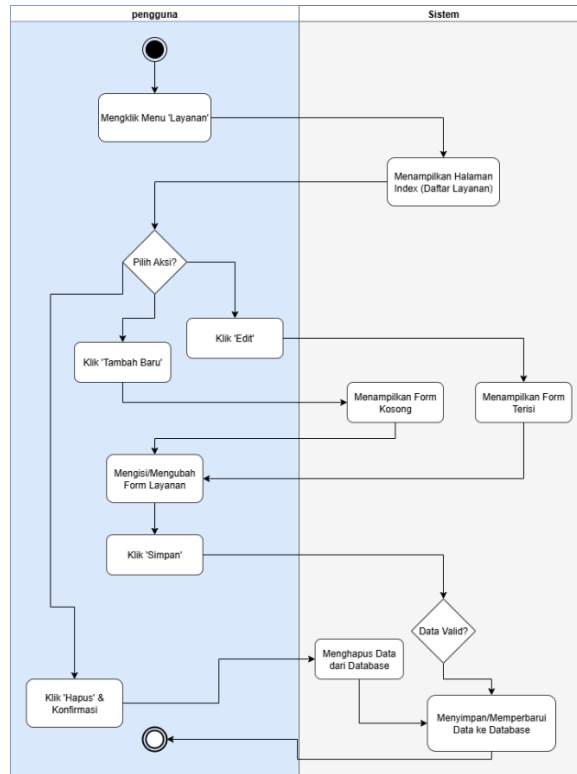 pengguna
Sistem
Mengklik Menu 'Layanan'
Menampilkan Halaman
Index (Daftar Layanan)
Pilih Aksi?
Klik 'Edit'
Klik 'Tambah Baru'
Menampilkan Form
Kosong
Menampilkan Form
Terisi
Mengisi/Mengubah
Form Layanan
Klik 'Simpan'
Data Valid?
Menghapus Data
dari Database
Klik 'Hapus' &
Konfirmasi
Menyimpan/Memperbarui
Data ke Database